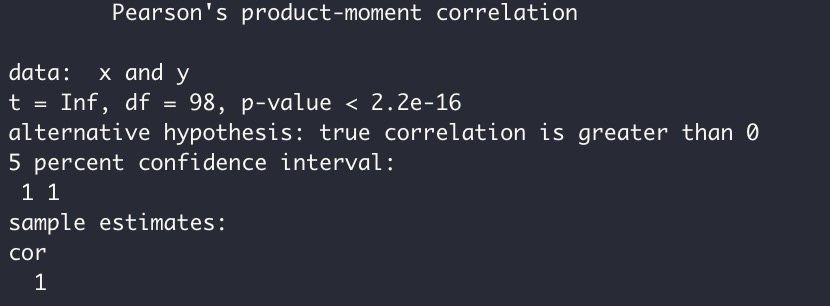 Pearson's product-moment correlation
data:  x and y
t = Inf, df = 98, p-value < 2.2e-16
alternative hypothesis: true correlation is greater than 0
5 percent confidence interval:
 1 1
sample estimates:
cor
  1